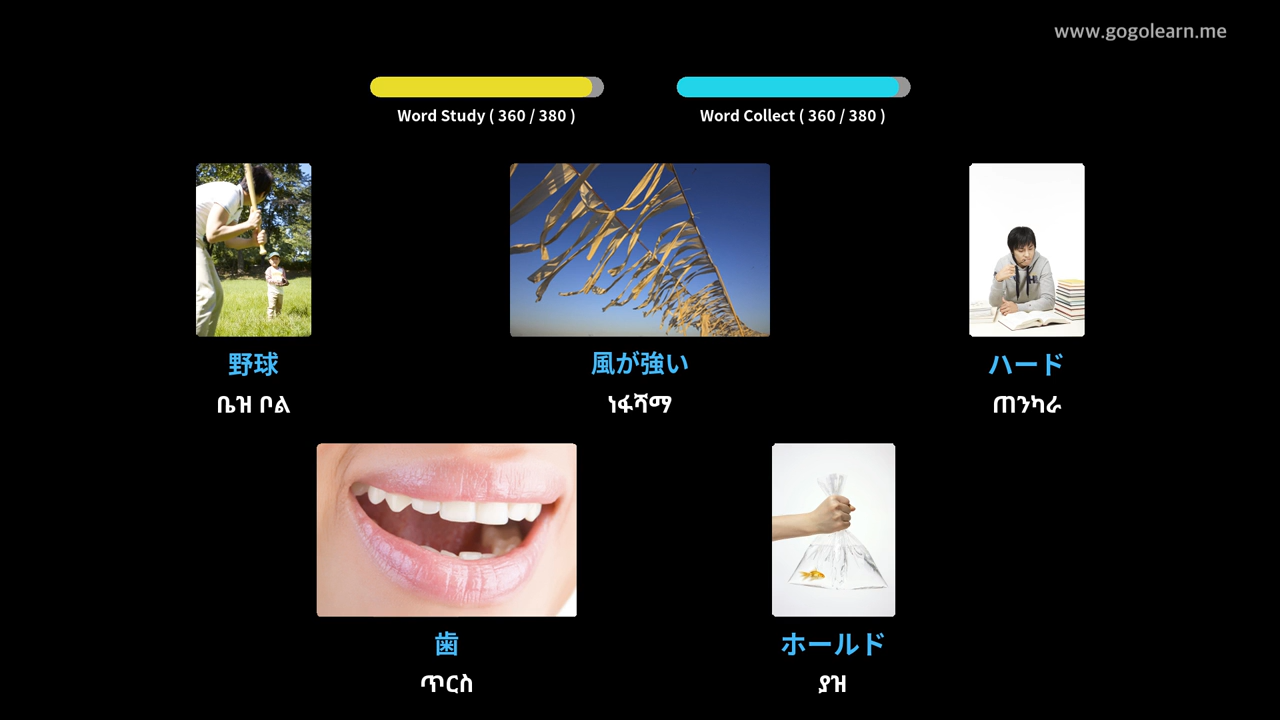 www.gogolearn.me
Word Study ( 360 / 380 )
Word Collect ( 360 / 380 )
野球
ቤዝ ቦል
風が強い
ነፋሻማ
ハード
ጠንካራ
歯
ጥርስ
ホールド
ያዝ